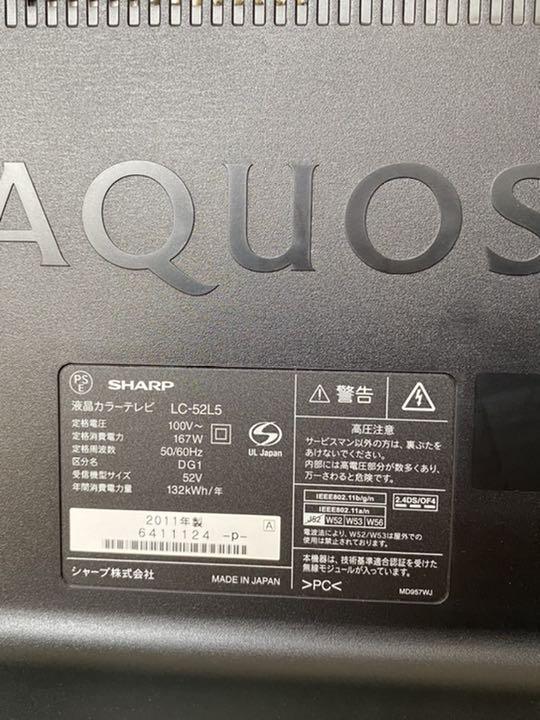 AQUOS
PS
E
SHARP
液晶カラーテレビ LC-52L5
定格電圧 100V～
定格消費電力 167W
定格周波数 50/60Hz
区分名 DG1
受信機型サイズ 52V
年間消費電力量 132kWh/年
S
UL Japan
2011年製 A
6411124 -p-
シャープ株式会社 MADE IN JAPAN
警告
高圧注意
サービスマン以外の方は、裏ぶたを
あけないでください。
内部には高電圧部分が数多くあり、
万一さわると危険です。
IEEE802.11b/g/n
2.4DS/OF4
IEEE802.11a/n
J52 W52 W53 W56
電波法により、W52/W53は屋外での
使用は禁止されております。
本機器は、技術基準適合認証を受けた
無線モジュールが入っています。
>PC< MD957WJ